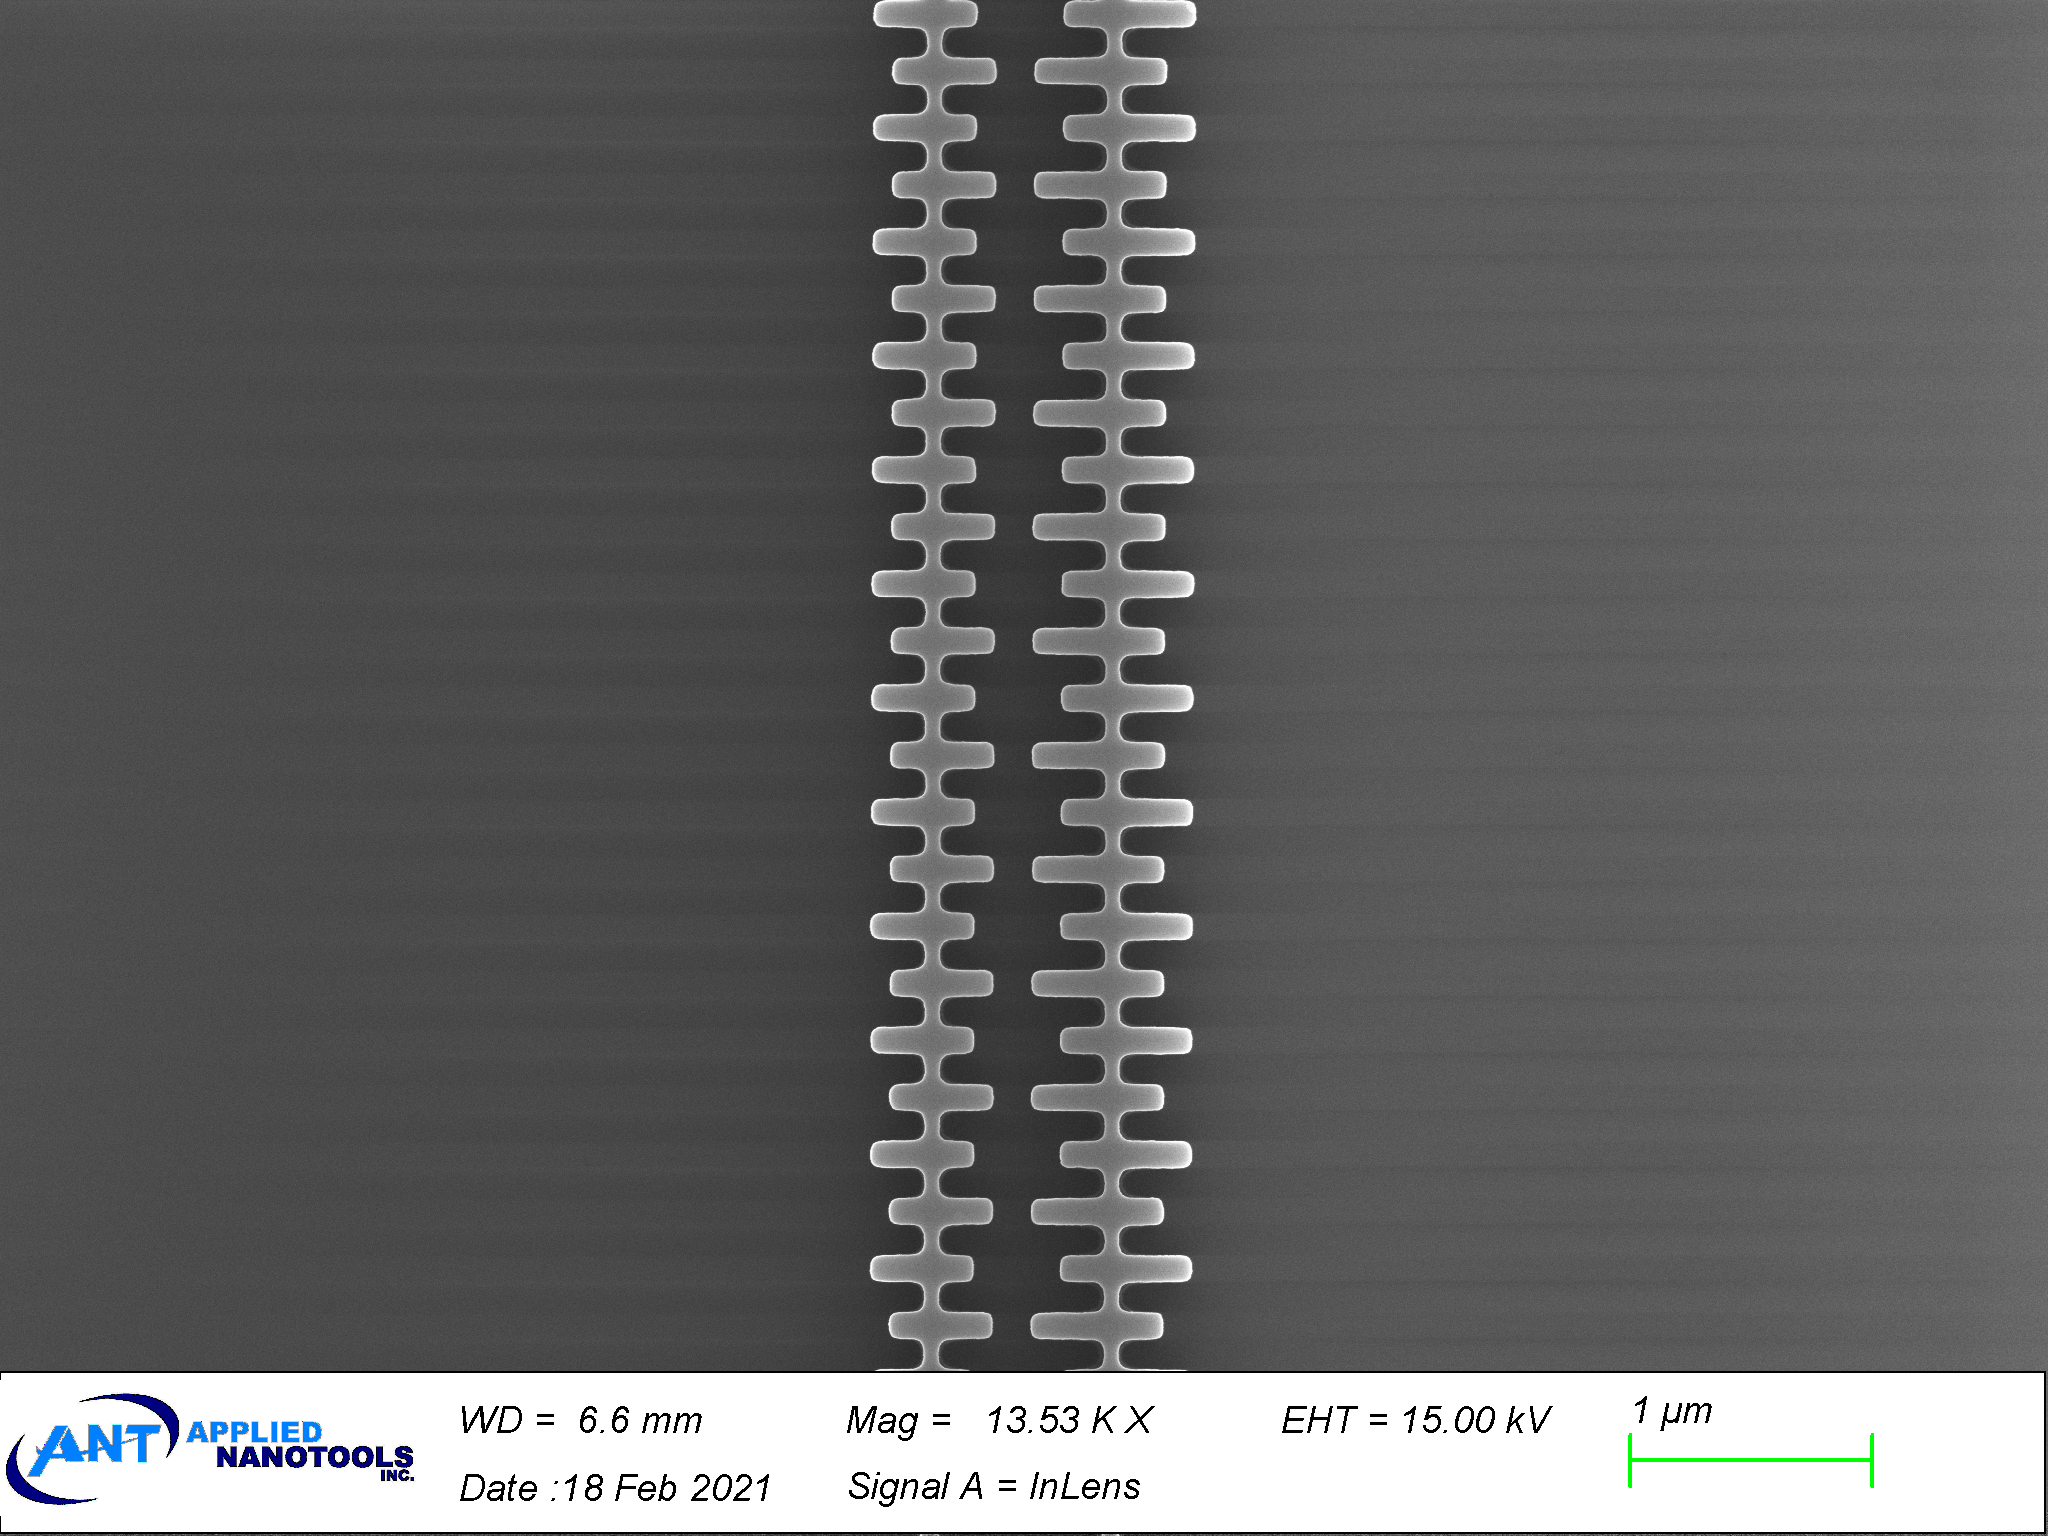 ANT APPLIED
NANOTOOLS
INC.
WD = 6.6 mm
Mag = 13.53 K X
EHT = 15.00 kV
1 µm
Date :18 Feb 2021
Signal A = InLens